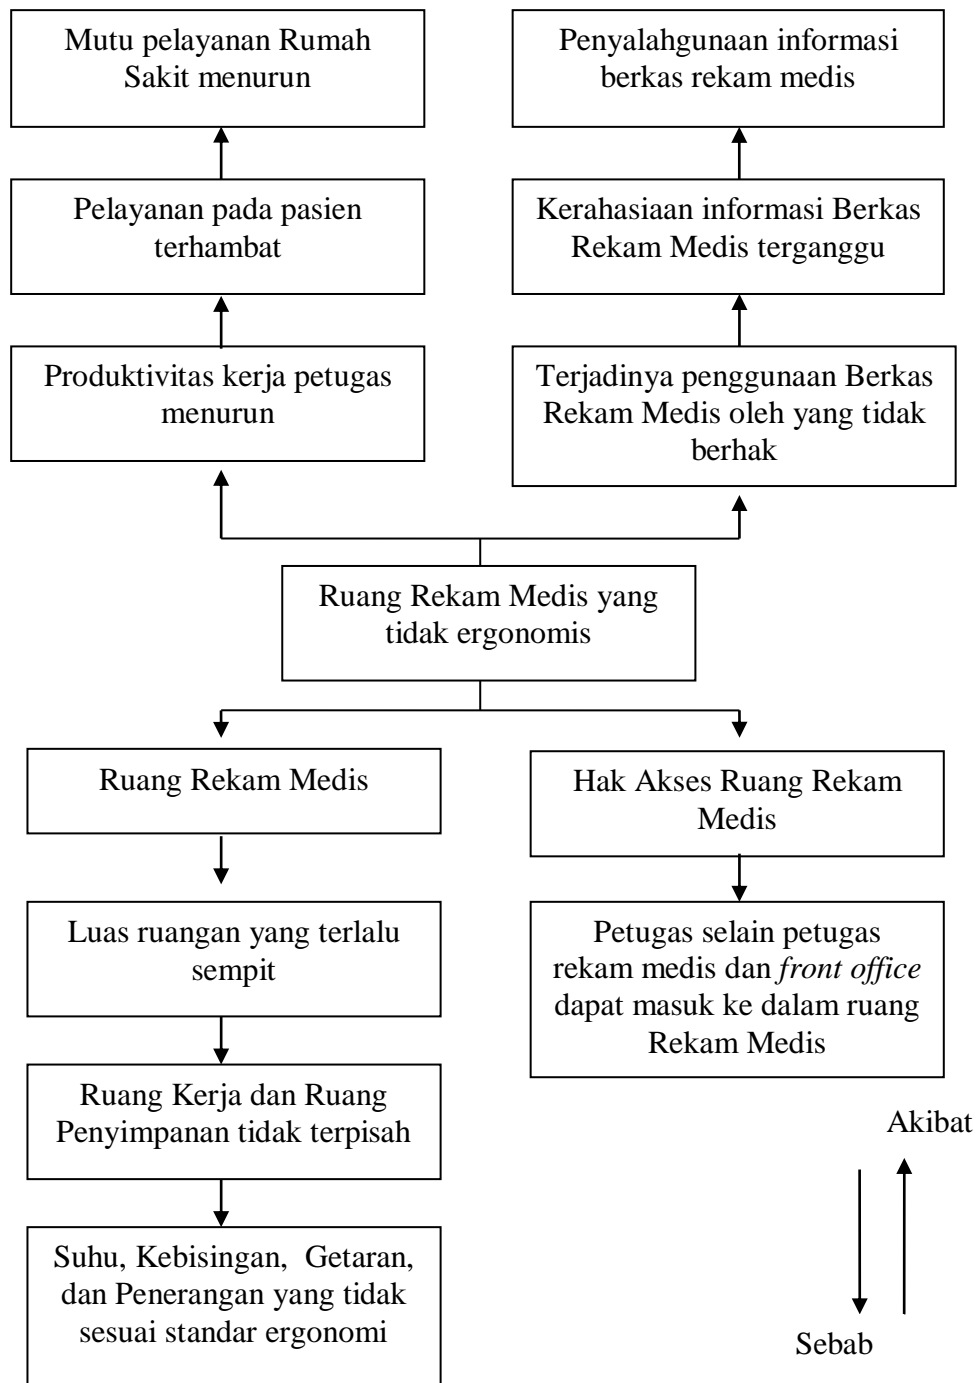 Mutu pelayanan Rumah
Sakit menurun
Penyalahgunaan informasi
berkas rekam medis
Pelayanan pada pasien
terhambat
Kerahasiaan informasi Berkas
Rekam Medis terganggu
Produktivitas kerja petugas
menurun
Terjadinya penggunaan Berkas
Rekam Medis oleh yang tidak
berhak
Ruang Rekam Medis yang
tidak ergonomis
Ruang Rekam Medis
Hak Akses Ruang Rekam
Medis
Luas ruangan yang terlalu
sempit
Petugas selain petugas
rekam medis dan front office
dapat masuk ke dalam ruang
Rekam Medis
Ruang Kerja dan Ruang
Penyimpanan tidak terpisah
Suhu, Kebisingan, Getaran,
dan Penerangan yang tidak
sesuai standar ergonomi
Akibat
Sebab